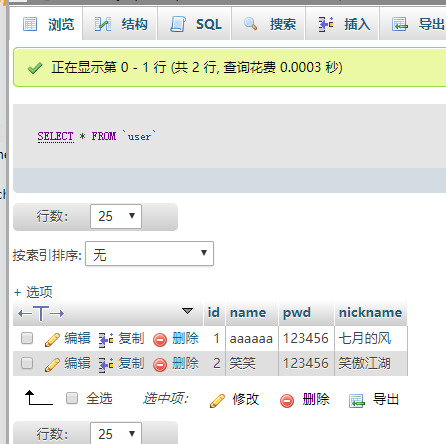 浏览 结构 SQL 搜索 插入 导出
正在显示第 0 - 1 行 (共 2 行, 查询花费 0.0003 秒)
SELECT * FROM `user`
行数: 25
按索引排序: 无
+ 选项
←T→ id name pwd nickname
编辑 复制 删除 1 aaaaaa 123456 七月的风
编辑 复制 删除 2 笑笑 123456 笑傲江湖
全选 选中项: 修改 删除 导出
行数: 25